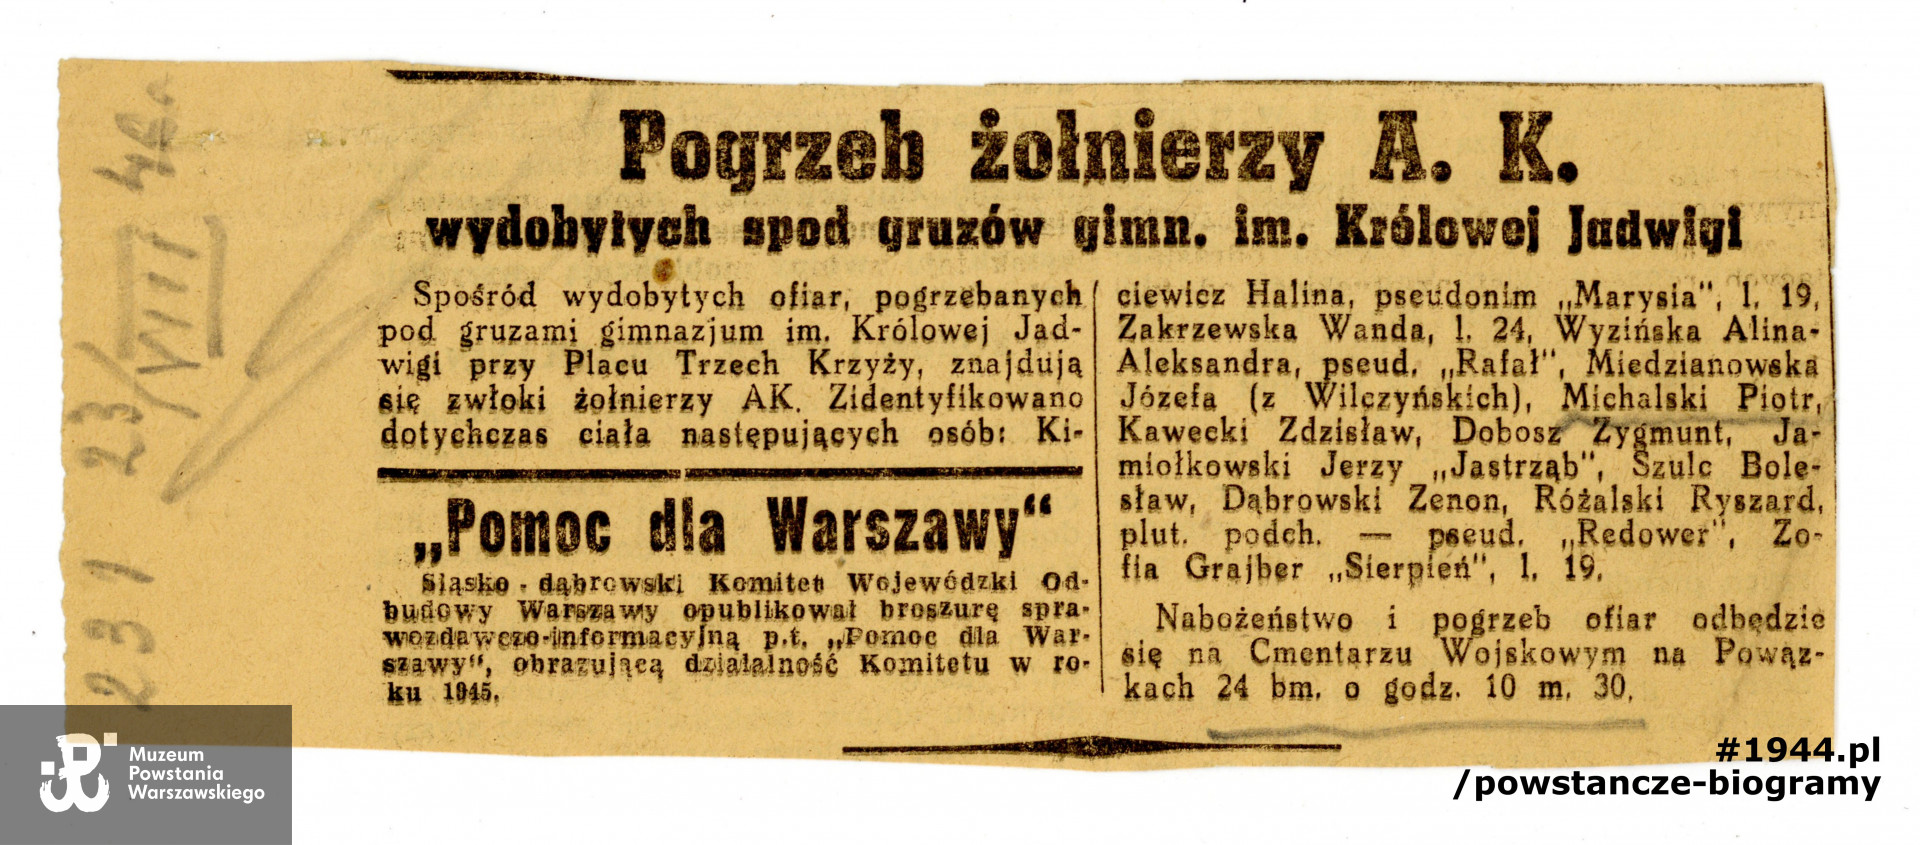 Pogrzeb żołnierzy A. K.
wydobytych spod gruzów gimn. im. Królowej Jadwigi
Spośród wydobytych ofiar, pogrzebanych
pod gruzami gimnazjum im. Królowej Jad-
wigi przy Placu Trzech Krzyży, znajdują
się zwłoki żołnierzy AK. Zidentyfikowano
dotychczas ciała następujących osób: Ki-
ciewicz Halina, pseudonim „Marysia", l. 19,
Zakrzewska Wanda, l. 24, Wyzińska Alina-
Aleksandra, pseud. „Rafał", Miedzianowska
Józefa (z Wilczyńskich), Michalski Piotr,
Kawecki Zdzisław, Dobosz Zygmunt, Ja-
miołkowski Jerzy „Jastrząb", Szulc Bole-
sław, Dąbrowski Zenon, Różalski Ryszard,
plut. podch. — pseud. „Redower", Zo-
fia Grajber „Sierpień", l. 19.
Nabożeństwo i pogrzeb ofiar odbędzie
się na Cmentarzu Wojskowym na Powąz-
kach 24 bm. o godz. 10 m. 30.
„Pomoc dla Warszawy"
Śląsko-dąbrowski Komitet Wojewódzki Od-
budowy Warszawy opublikował broszurę spra-
wozdawczo-informacyjną p.t. „Pomoc dla War-
szawy", obrazującą działalność Komitetu w ro-
ku 1945.
231 23/VIII 46
Muzeum
Powstania
Warszawskiego
#1944.pl
/powstancze-biogramy